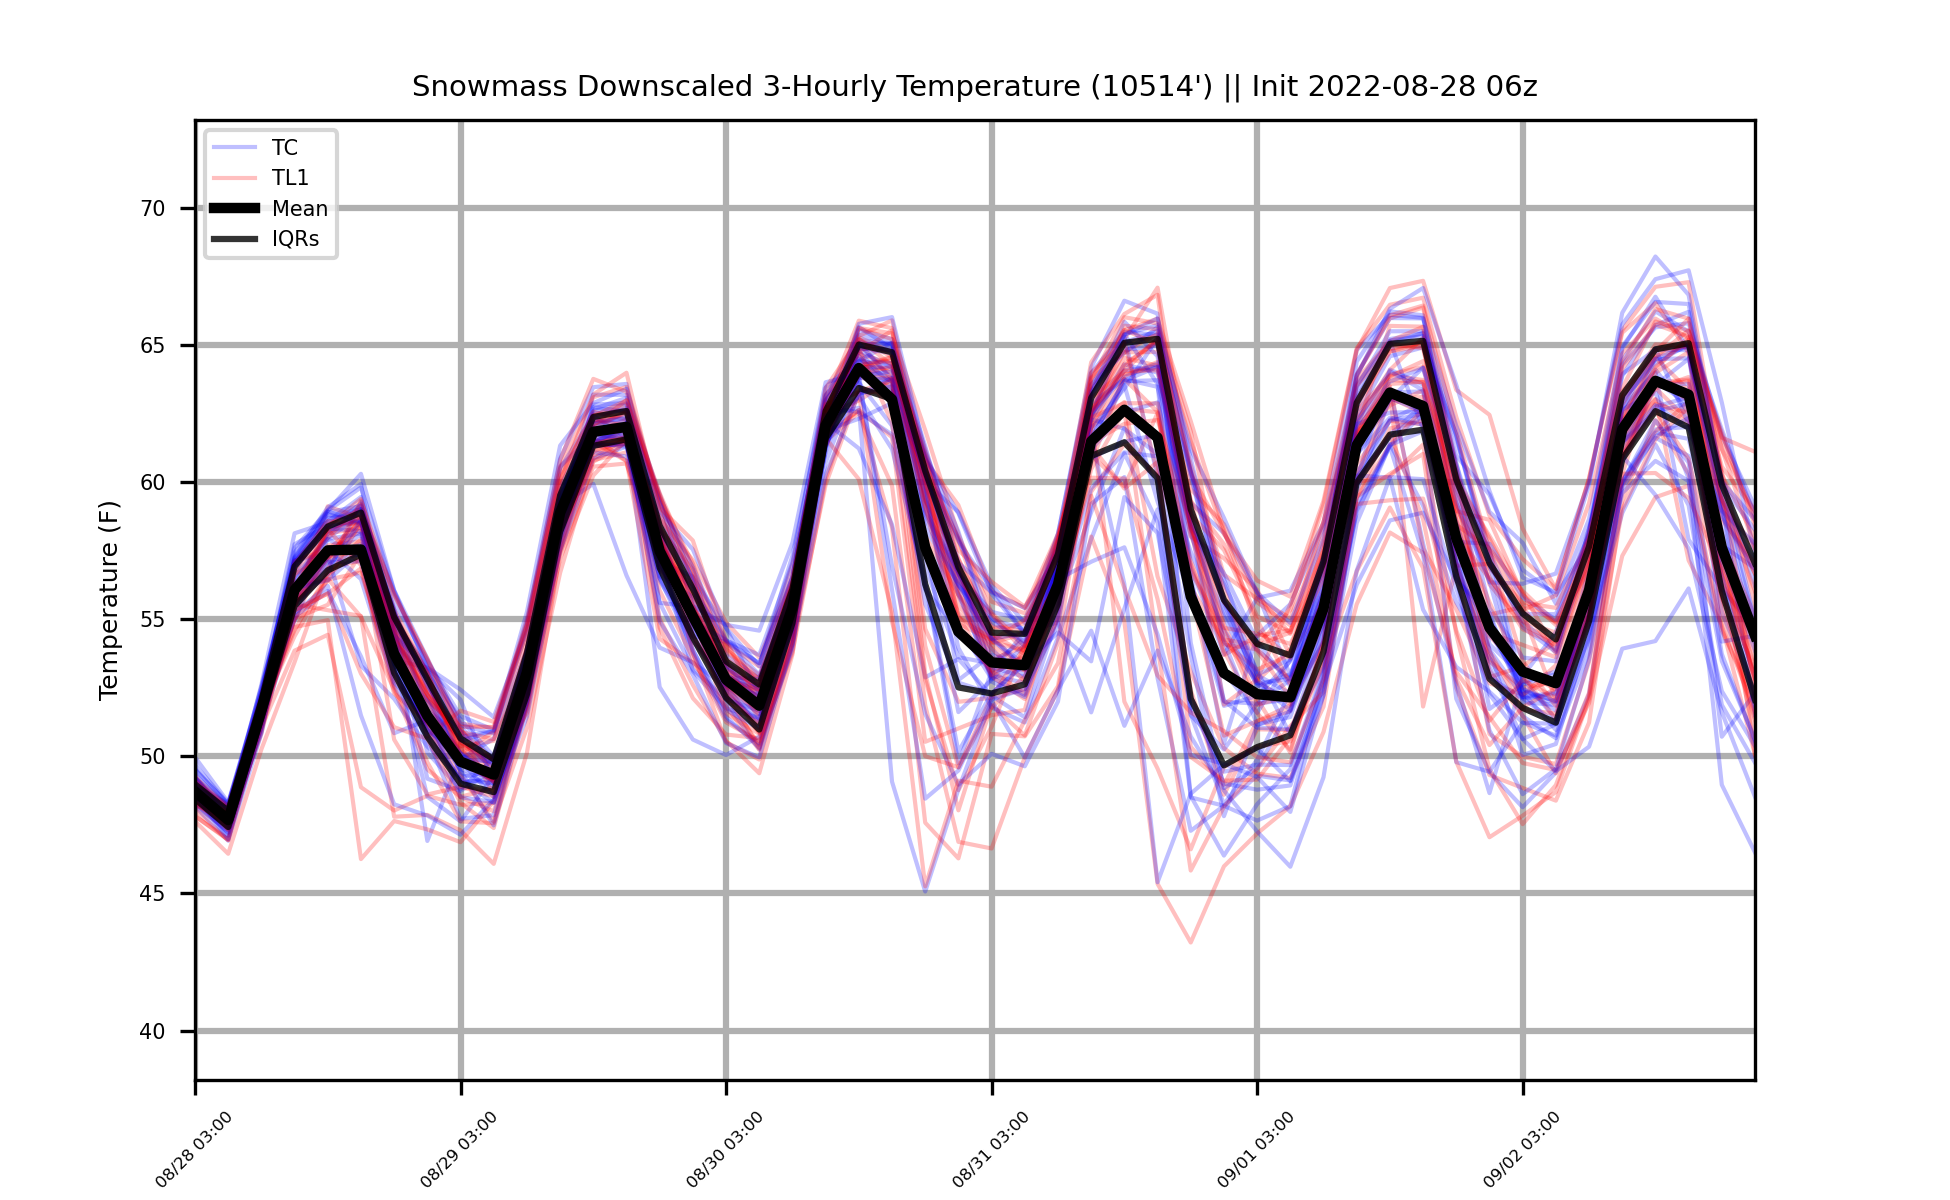 Snowmass Downscaled 3-Hourly Temperature (10514') || Init 2022-08-28 06z
TC
TL1
Mean
IQRs
Temperature (F)
70
65
60
55
50
45
40
08/28 03:00
08/29 03:00
08/30 03:00
08/31 03:00
09/01 03:00
09/02 03:00